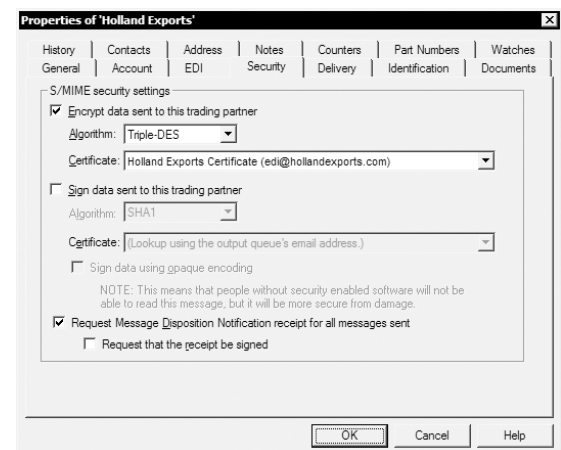 Properties of 'Holland Exports'
History Contacts Address Notes Counters Part Numbers Watches
General Account EDI Security Delivery Identification Documents
S/MIME security settings
Encrypt data sent to this trading partner
Algorithm: Triple-DES
Certificate: Holland Exports Certificate (edi@hollandexports.com)
Sign data sent to this trading partner
Algorithm: SHA1
Certificate: (Lookup using the output queue's email address.)
Sign data using opaque encoding
NOTE: This means that people without security enabled software will not be
able to read this message, but it will be more secure from damage.
Request Message Disposition Notification receipt for all messages sent
Request that the receipt be signed
OK Cancel Help